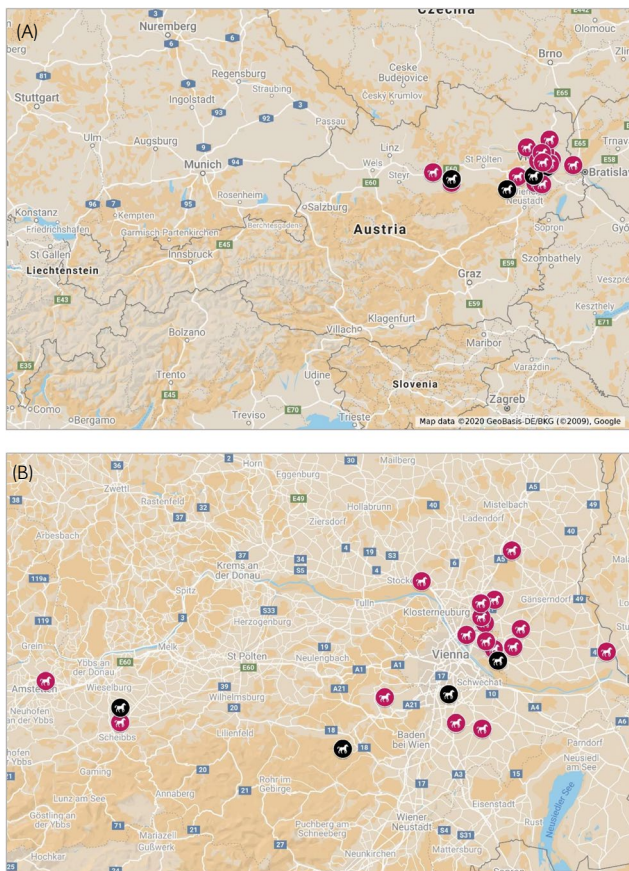 (A)
Czechia
Nuremberg
Olomouc
Brno
Regensburg
Straubing
Ceske Budejovice
Český Krumlov
Stuttgart
Ingolstadt
Passau
Ulm
Augsburg
Linz
Wels
Steyr
St Pölten
Trnava
Bratislava
Munich
Rosenheim
Salzburg
Berchtesgaden
Wiener Neustadt
Sopron
Konstanz
Friedrichshafen
Kempten
Garmisch-Partenkirchen
Innsbruck
Austria
St Gallen
Liechtenstein
Szombathely
Graz
Veszprém
Keszthely
Bolzano
Villach
Klagenfurt
Maribor
Trento
Udine
Slovenia
Varaždin
Zagreb
Como
Bergamo
Treviso
Trieste
Map data ©2020 GeoBasis-DE/BKG (©2009), Google
(B)
Horn
Eggenburg
Mailberg
Zwettl
Rastenfeld
Hollabrunn
Mistelbach
Ladendorf
Arbesbach
Ziersdorf
Krems an der Donau
Spitz
Tulln
Klosterneuburg
Gänserndorf
Herzogenburg
Grein
Melk
St Pölten
Neulengbach
Vienna
Ybbs an der Donau
Amstetten
Wieselburg
Wilhelmsburg
Schwechat
Neuhofen an der Ybbs
Scheibbs
Lilienfeld
Baden bei Wien
Parndorf
Neusiedl am See
Gaming
Rohr im Gebirge
Lunz am See
Annaberg
Eisenstadt
Göstling an der Ybbs
Mariazell
Gußwerk
Puchberg am Schneeberg
Wiener Neustadt
Rust
Neusiedler See
Hochkar
Neunkirchen
Mattersburg